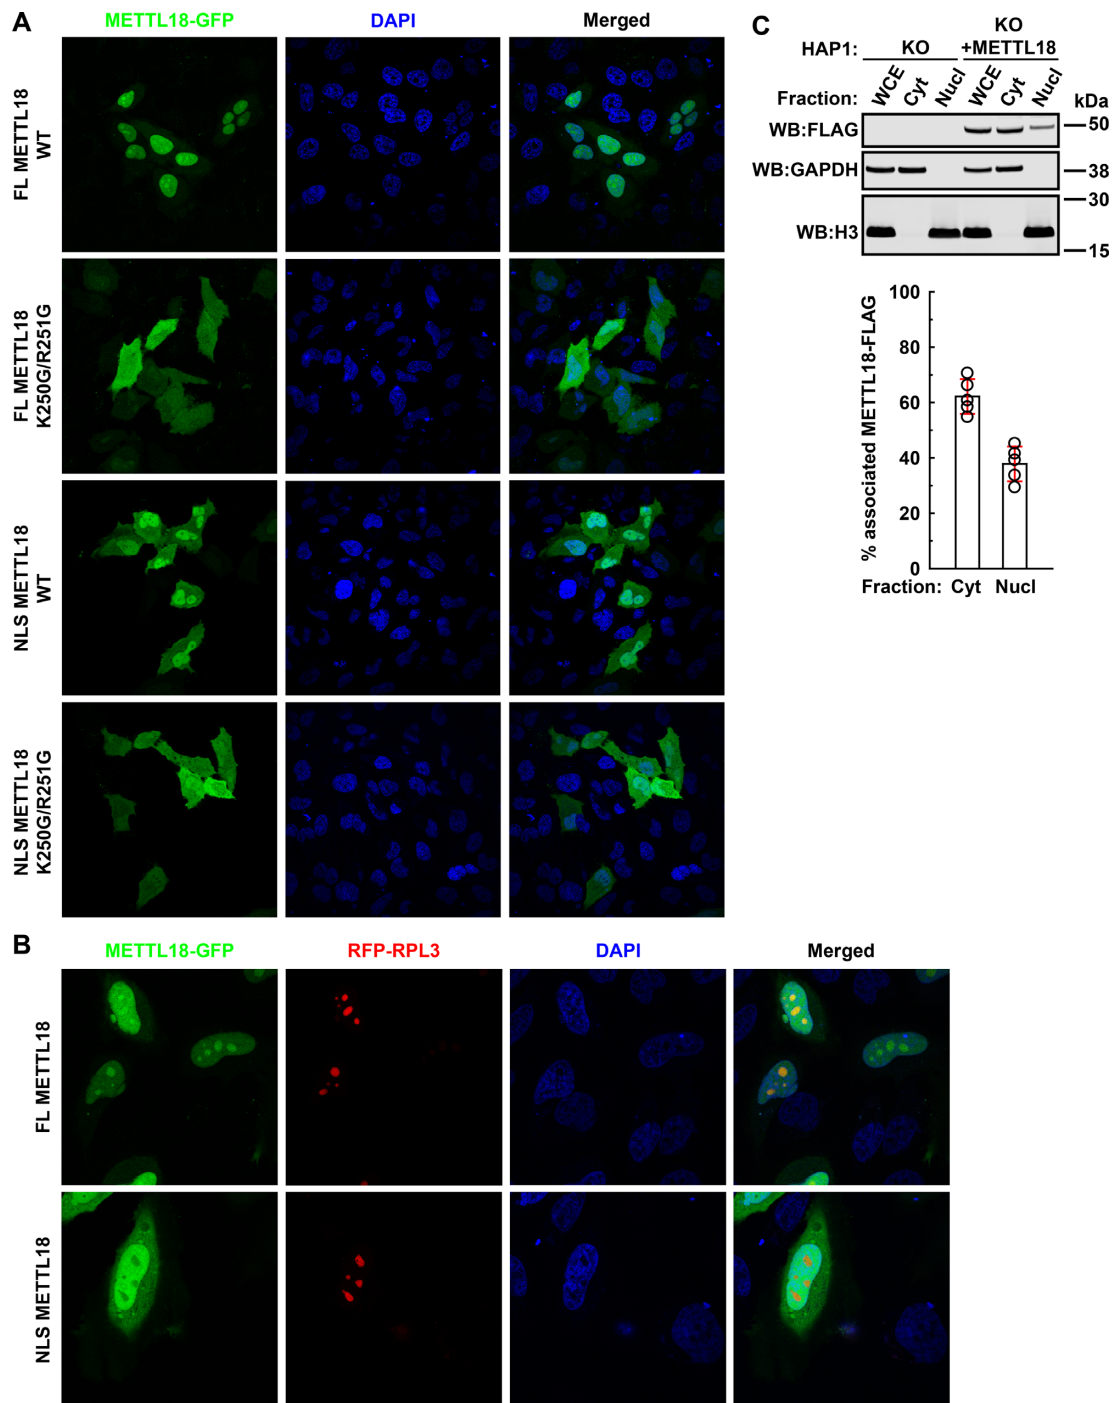 A
METTL18-GFP DAPI Merged
FL METTL18
WT
FL METTL18
K250G/R251G
NLS METTL18
WT
NLS METTL18
K250G/R251G
B
METTL18-GFP RFP-RPL3 DAPI Merged
FL METTL18
NLS METTL18
C
KO
HAP1: KO +METTL18
Fraction: WCE Cyt Nucl WCE Cyt Nucl kDa
WB:FLAG 50
WB:GAPDH 38
30
WB:H3
15
% associated METTL18-FLAG
100
80
60
40
20
0
Fraction: Cyt Nucl